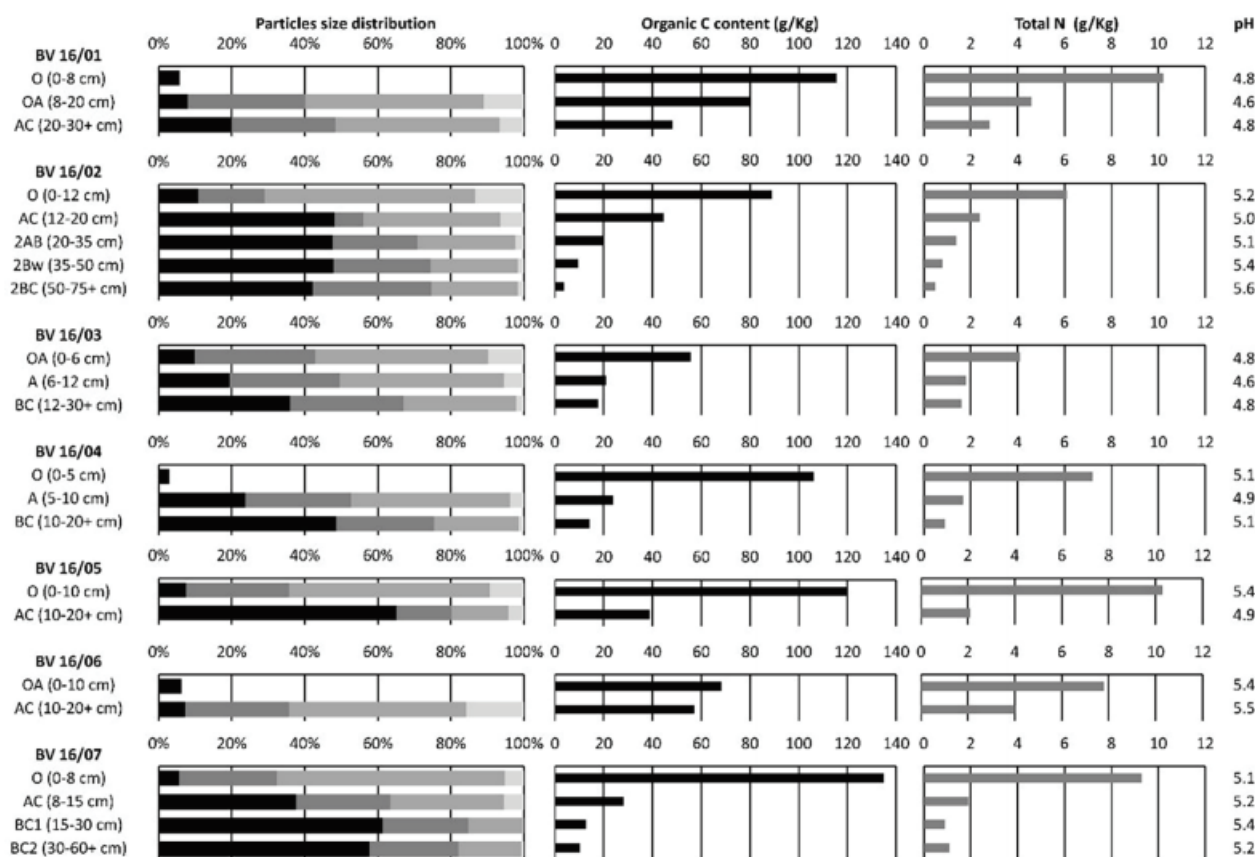 Particles size distribution Organic C content (g/Kg) Total N (g/Kg) pH
0% 20% 40% 60% 80% 100% 0 20 40 60 80 100 120 140 0 2 4 6 8 10 12
BV 16/01
O (0-8 cm) 4.8
OA (8-20 cm) 4.6
AC (20-30+ cm) 4.8
0% 20% 40% 60% 80% 100% 0 20 40 60 80 100 120 140 0 2 4 6 8 10 12
BV 16/02
O (0-12 cm) 5.2
AC (12-20 cm) 5.0
2AB (20-35 cm) 5.1
2Bw (35-50 cm) 5.4
2BC (50-75+ cm) 5.6
0% 20% 40% 60% 80% 100% 0 20 40 60 80 100 120 140 0 2 4 6 8 10 12
BV 16/03
OA (0-6 cm) 4.8
A (6-12 cm) 4.6
BC (12-30+ cm) 4.8
0% 20% 40% 60% 80% 100% 0 20 40 60 80 100 120 140 0 2 4 6 8 10 12
BV 16/04
O (0-5 cm) 5.1
A (5-10 cm) 4.9
BC (10-20+ cm) 5.1
0% 20% 40% 60% 80% 100% 0 20 40 60 80 100 120 140 0 2 4 6 8 10 12
BV 16/05
O (0-10 cm) 5.4
AC (10-20+ cm) 4.9
0% 20% 40% 60% 80% 100% 0 20 40 60 80 100 120 140 0 2 4 6 8 10 12
BV 16/06
OA (0-10 cm) 5.4
AC (10-20+ cm) 5.5
0% 20% 40% 60% 80% 100% 0 20 40 60 80 100 120 140 0 2 4 6 8 10 12
BV 16/07
O (0-8 cm) 5.1
AC (8-15 cm) 5.2
BC1 (15-30 cm) 5.4
BC2 (30-60+ cm) 5.2